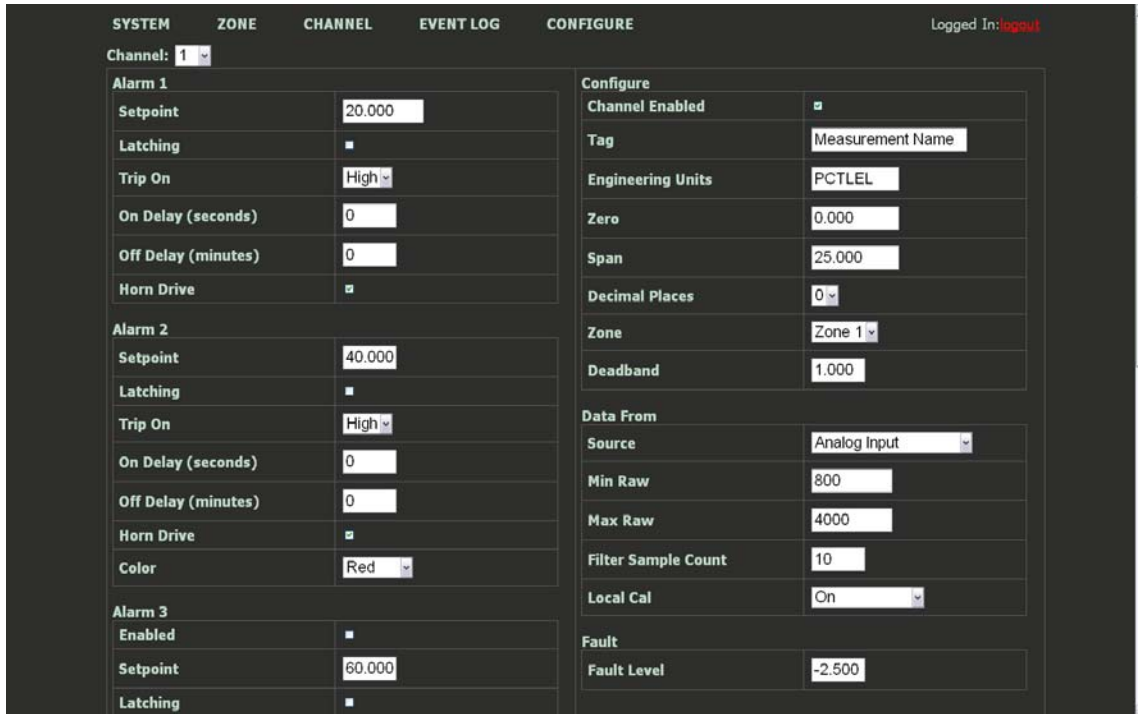 SYSTEM ZONE CHANNEL EVENT LOG CONFIGURE Logged In:logout
Channel: 1
Alarm 1
Setpoint 20.000
Latching
Trip On High
On Delay (seconds) 0
Off Delay (minutes) 0
Horn Drive
Alarm 2
Setpoint 40.000
Latching
Trip On High
On Delay (seconds) 0
Off Delay (minutes) 0
Horn Drive
Color Red
Alarm 3
Enabled
Setpoint 60.000
Latching
Configure
Channel Enabled
Tag Measurement Name
Engineering Units PCTLEL
Zero 0.000
Span 25.000
Decimal Places 0
Zone Zone 1
Deadband 1.000
Data From
Source Analog Input
Min Raw 800
Max Raw 4000
Filter Sample Count 10
Local Cal On
Fault
Fault Level -2.500